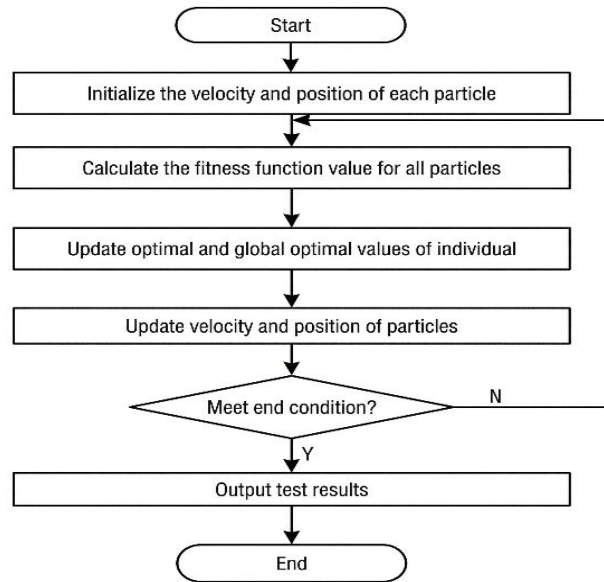 Start
Initialize the velocity and position of each particle
Calculate the fitness function value for all particles
Update optimal and global optimal values of individual
Update velocity and position of particles
Meet end condition?
N
Y
Output test results
End